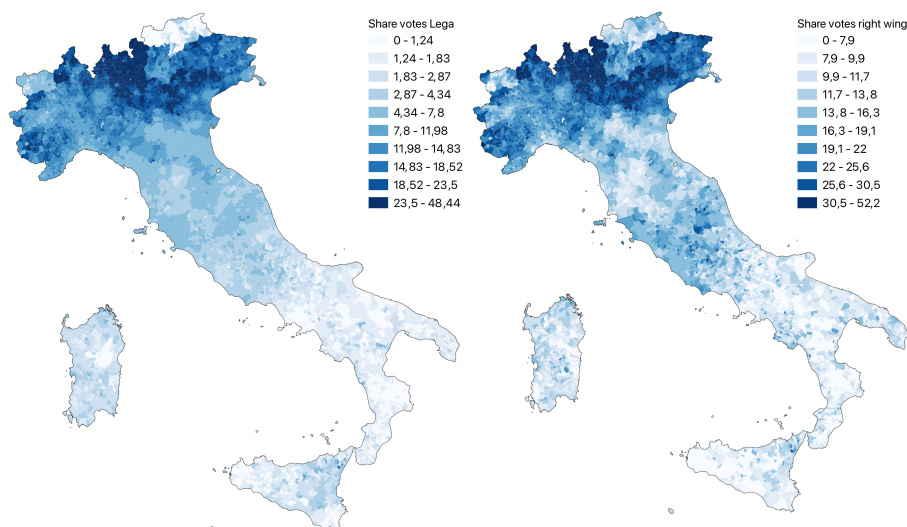 Share votes Lega
0 - 1,24
1,24 - 1,83
1,83 - 2,87
2,87 - 4,34
4,34 - 7,8
7,8 - 11,98
11,98 - 14,83
14,83 - 18,52
18,52 - 23,5
23,5 - 48,44
Share votes right wing
0 - 7,9
7,9 - 9,9
9,9 - 11,7
11,7 - 13,8
13,8 - 16,3
16,3 - 19,1
19,1 - 22
22 - 25,6
25,6 - 30,5
30,5 - 52,2